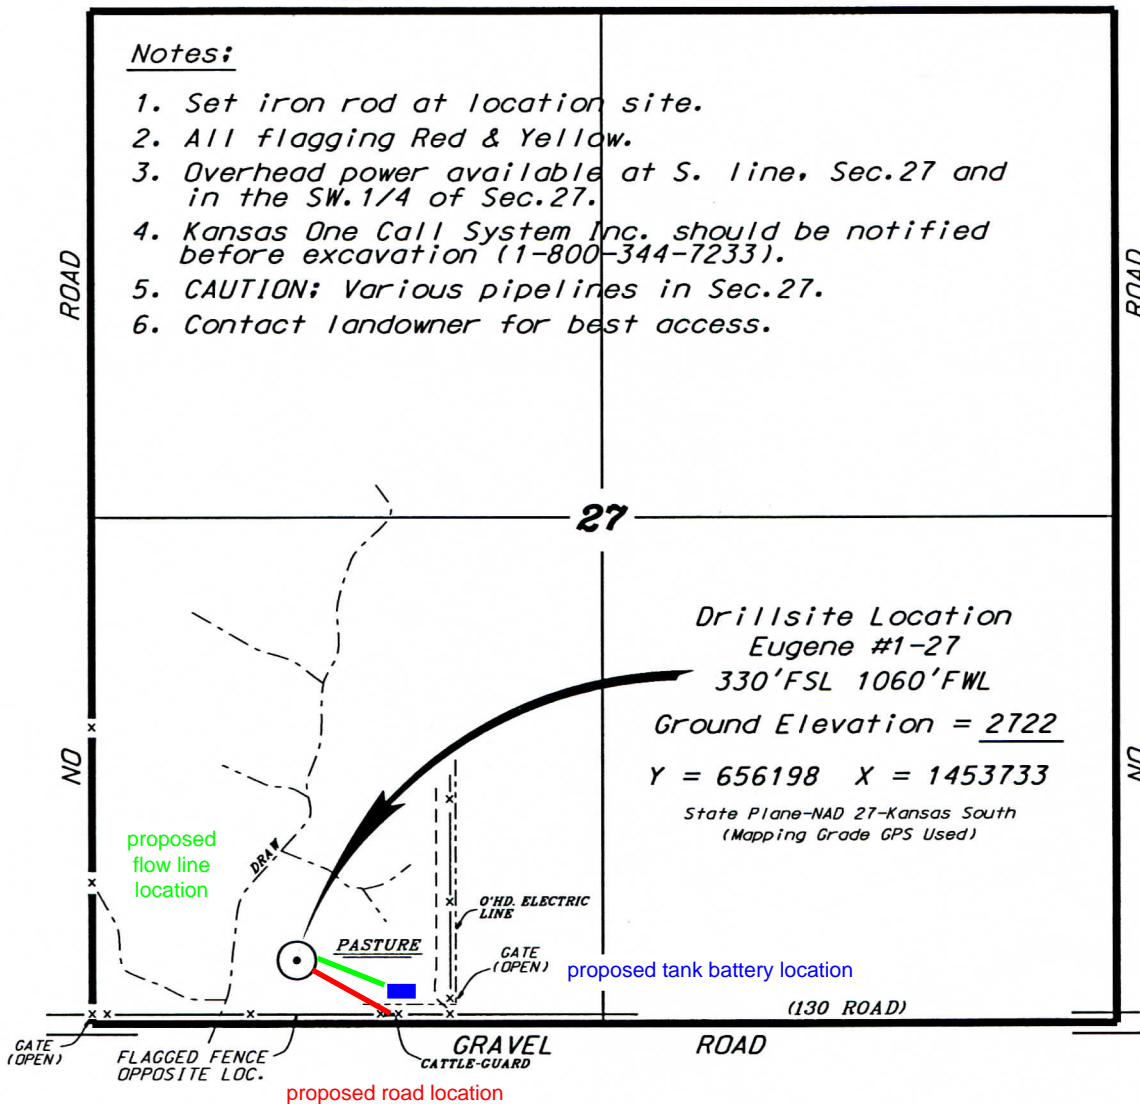 Notes:
1. Set iron rod at location site.
2. All flagging Red & Yellow.
3. Overhead power available at S. line, Sec.27 and
in the SW.1/4 of Sec.27.
4. Kansas One Call System Inc. should be notified
before excavation (1-800-344-7233).
5. CAUTION: Various pipelines in Sec.27.
6. Contact landowner for best access.
ROAD
ROAD
27
Drillsite Location
Eugene #1-27
330'FSL 1060'FWL
Ground Elevation = 2722
Y = 656198 X = 1453733
State Plane-NAD 27-Kansas South
(Mapping Grade GPS Used)
NO
NO
proposed
flow line
location
DRAW
O'HD. ELECTRIC
LINE
PASTURE
GATE
(OPEN)
proposed tank battery location
(130 ROAD)
GATE
(OPEN)
FLAGGED FENCE
OPPOSITE LOC.
CATTLE-GUARD
GRAVEL ROAD
proposed road location